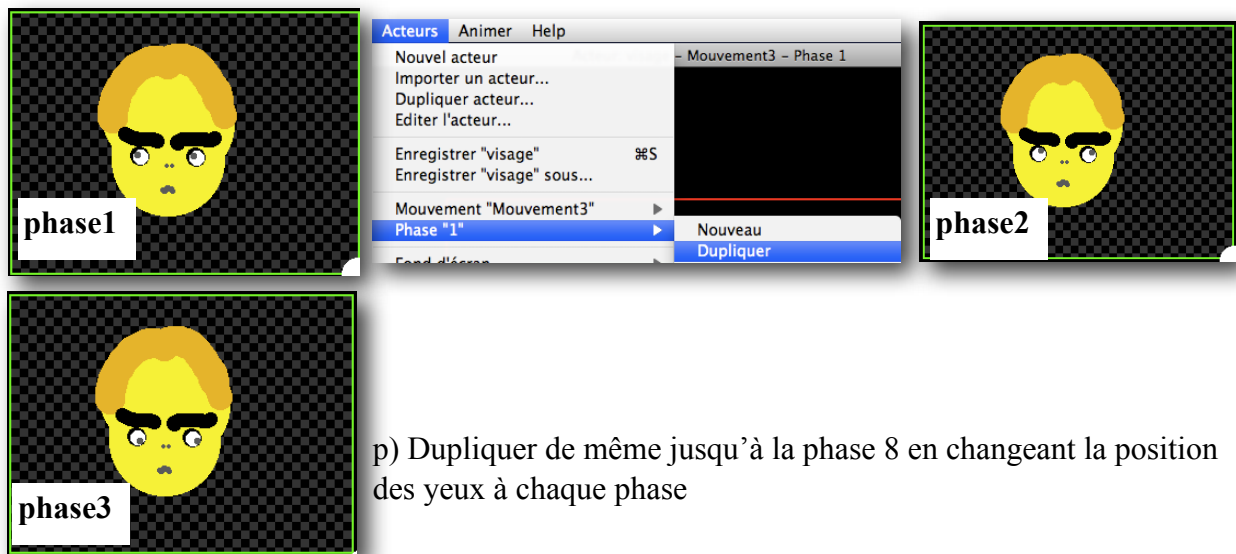 phase1
Acteurs Animer Help
– Mouvement3 – Phase 1
Nouvel acteur
Importer un acteur...
Dupliquer acteur...
Editer l'acteur...
Enregistrer "visage" ⌘S
Enregistrer "visage" sous...
Mouvement "Mouvement3" ▶
Phase "1" ▶
Fond d'écran ▶
Nouveau
Dupliquer
phase2
phase3
p) Dupliquer de même jusqu’à la phase 8 en changeant la position
des yeux à chaque phase